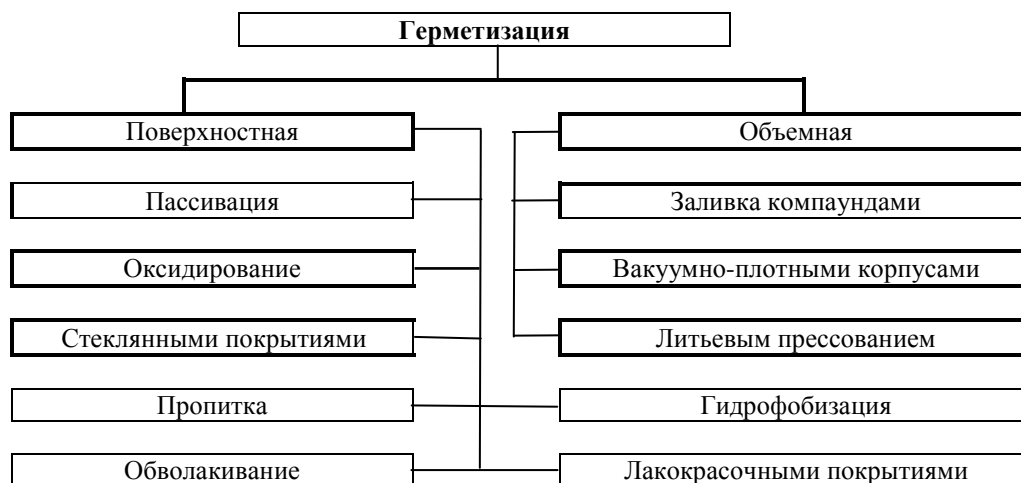 Герметизация
Поверхностная
Объемная
Пассивация
Заливка компаундами
Оксидирование
Вакуумно-плотными корпусами
Стеклянными покрытиями
Литьевым прессованием
Пропитка
Гидрофобизация
Обволакивание
Лакокрасочными покрытиями